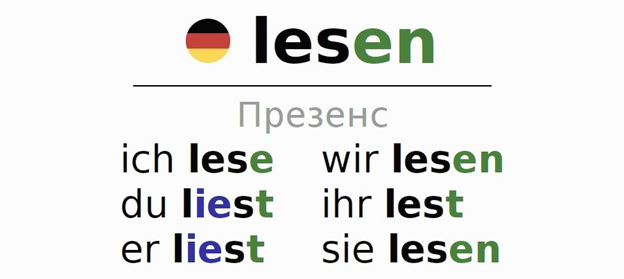 lesen
Презенс
ich lese wir lesen
du liest ihr lest
er liest sie lesen